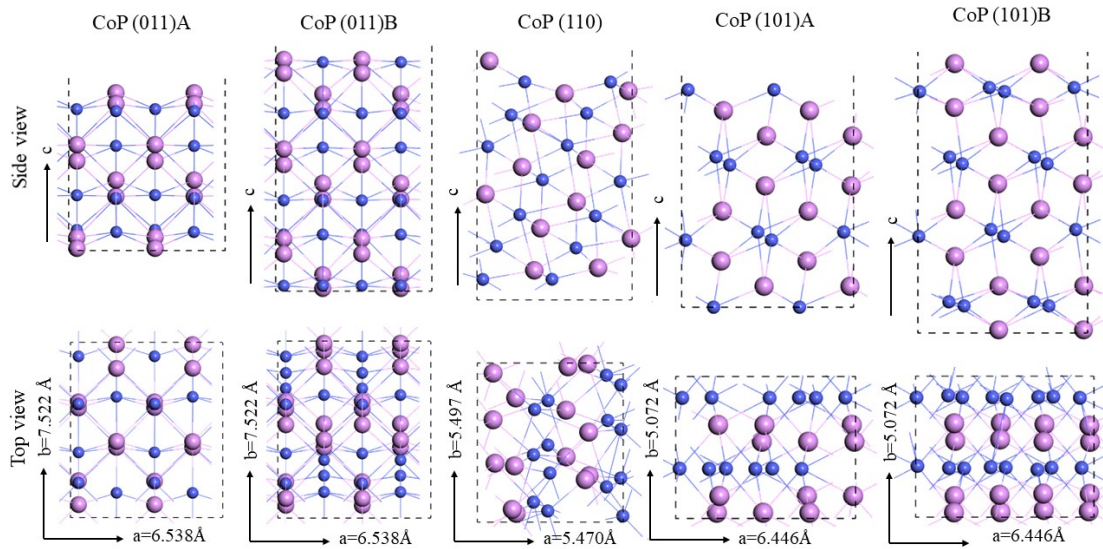 CoP (011)A
CoP (011)B
CoP (110)
CoP (101)A
CoP (101)B
Side view
c
c
c
c
c
Top view
b=7.522 Å
a=6.538Å
b=7.522 Å
a=6.538Å
b=5.497 Å
a=5.470Å
b=5.072 Å
a=6.446Å
b=5.072 Å
a=6.446Å